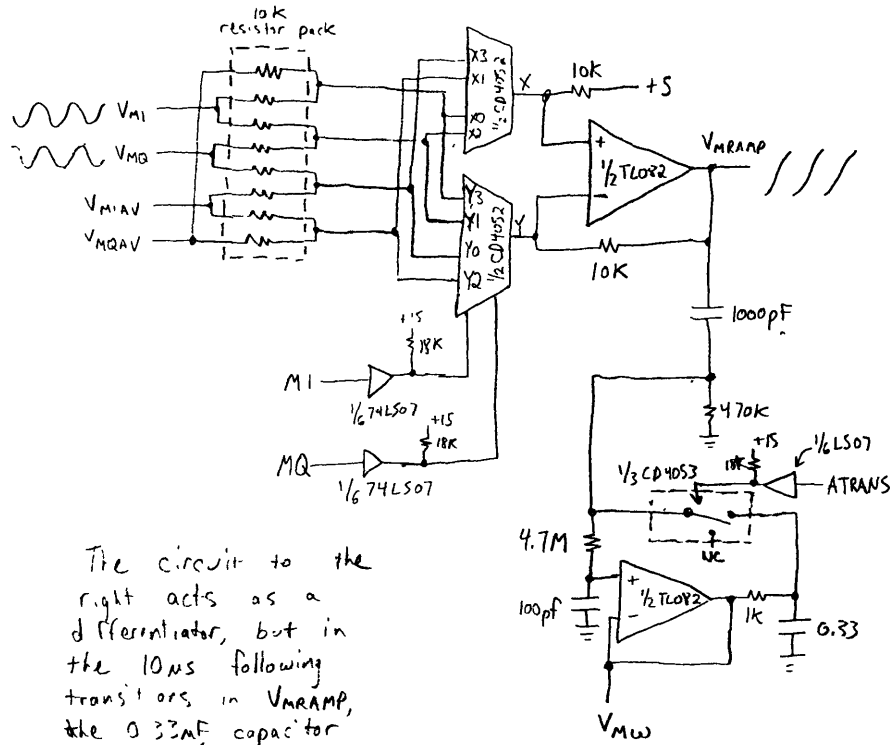 10K
resistor pack
VMI
VMQ
VMIAV
VMQAV
X3
X1
X0
X2
1/2 CD4052
X
10K
+5
+
-
1/2 TL082
VMRAMP
Y3
Y1
Y0
Y2
1/2 CD4052
Y
10K
1000pF
+15
18K
MI
1/6 74LS07
+15
18K
MQ
1/6 74LS07
470K
+15
18K
1/6 LS07
1/3 CD4053
ATRANS
NC
4.7M
100pf
+
-
1/2 TL082
1K
0.33
VMW
The circuit to the
right acts as a
differentiator, but in
the 10µs following
in VMRAMP,
the 0.33µF capacitor